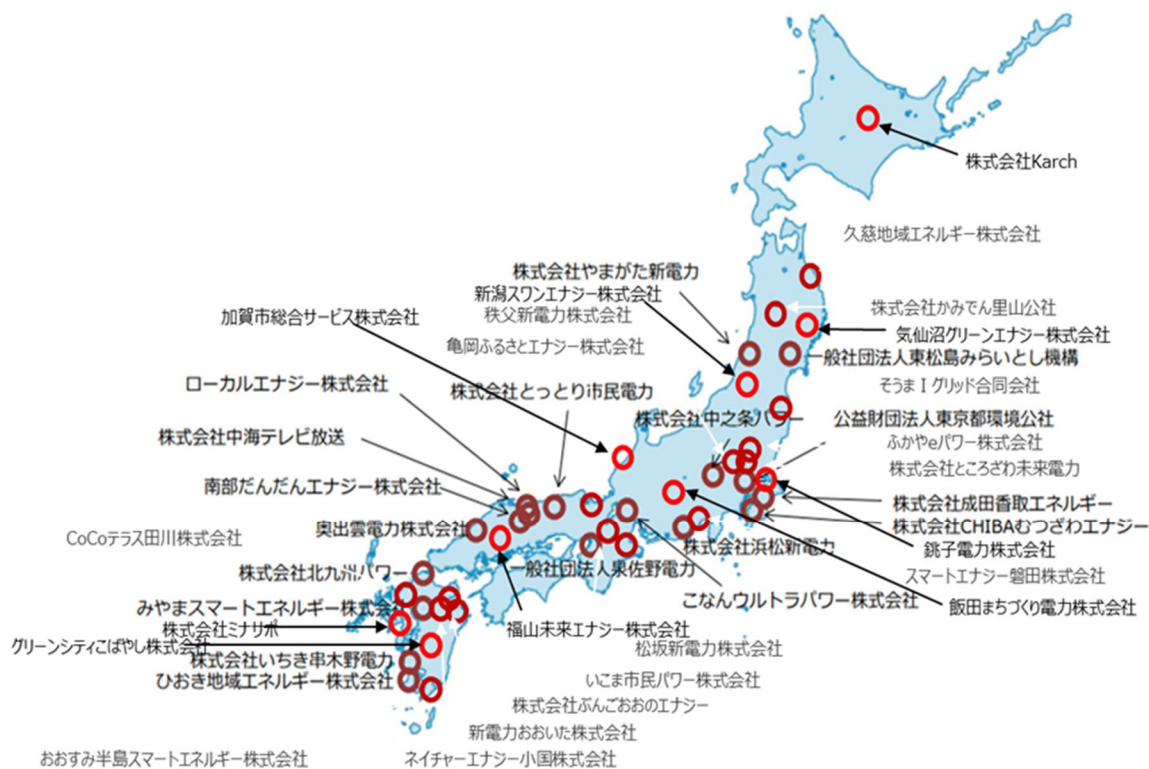 株式会社Karch
久慈地域エネルギー株式会社
株式会社やまがた新電力
新潟スワンエナジー株式会社
秩父新電力株式会社
株式会社かみでん里山公社
加賀市総合サービス株式会社
気仙沼グリーンエナジー株式会社
亀岡ふるさとエナジー株式会社
一般社団法人東松島みらいとし機構
ローカルエナジー株式会社
株式会社とっとり市民電力
そうまＩグリッド合同会社
株式会社中之条パワー
公益財団法人東京都環境公社
株式会社中海テレビ放送
ふかやeパワー株式会社
株式会社ところざわ未来電力
南部だんだんエナジー株式会社
株式会社成田香取エネルギー
奥出雲電力株式会社
株式会社CHIBAむつざわエナジー
CoCoテラス田川株式会社
株式会社浜松新電力
銚子電力株式会社
株式会社北九州パワー
一般社団法人泉佐野電力
スマートエナジー磐田株式会社
こなんウルトラパワー株式会社
みやまスマートエネルギー株式会社
飯田まちづくり電力株式会社
株式会社ミナサポ
福山未来エナジー株式会社
グリーンシティこばやし株式会社
松坂新電力株式会社
株式会社いちき串木野電力
ひおき地域エネルギー株式会社
いこま市民パワー株式会社
株式会社ぶんごおおのエナジー
新電力おおいた株式会社
おおすみ半島スマートエネルギー株式会社
ネイチャーエナジー小国株式会社